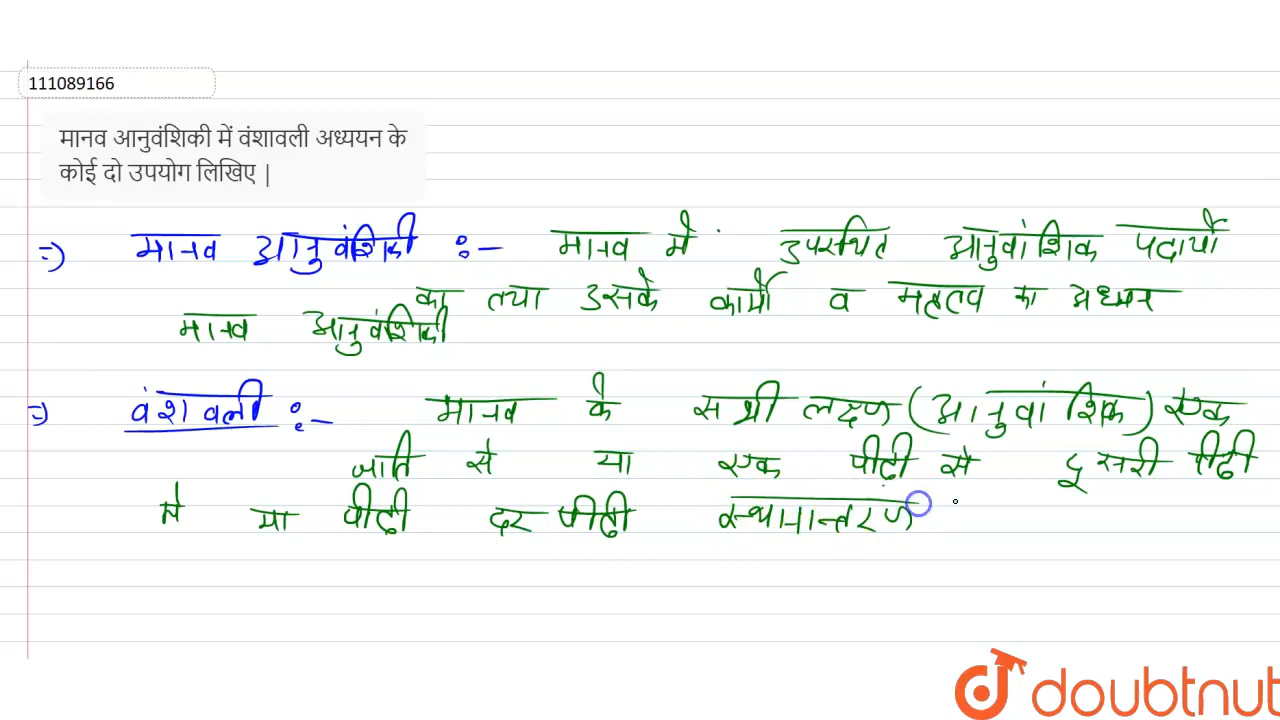 111089166
मानव आनुवंशिकी में वंशावली अध्ययन के
कोई दो उपयोग लिखिए |
=) मानव आनुवंशिकी :- मानव में उपस्थित आनुवांशिक पदार्थो
का तथा उसके कार्यो व महत्व का अध्ययन
मानव आनुवंशिकी
=) वंशावली :- मानव के सभी लक्षण (आनुवांशिक) एक
जाति से या एक पीढी से दूसरी पीढी
में या पीढी दर पीढी स्थानान्तरण
doubtnut